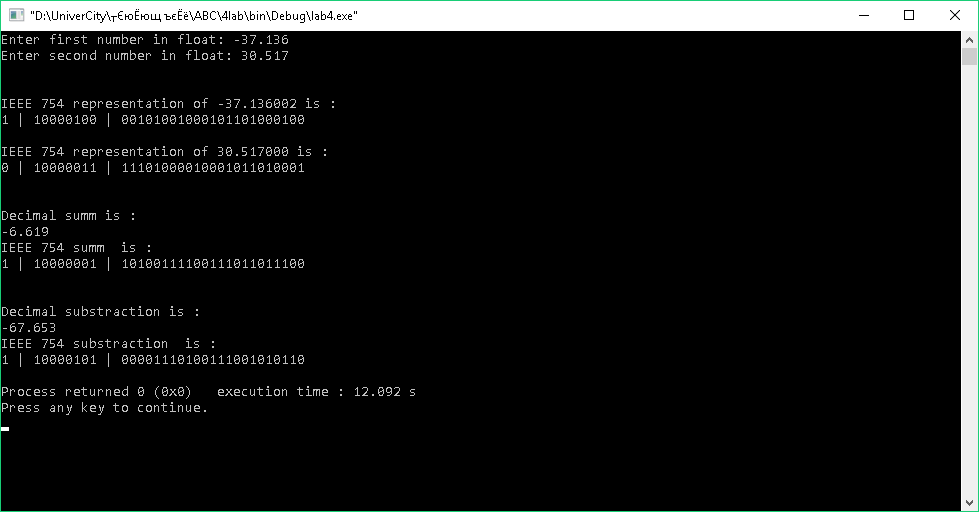 "D:\UniverCity\┬ЄюЁющ ъєЁё\ABC\4lab\bin\Debug\lab4.exe"
Enter first number in float: -37.136
Enter second number in float: 30.517
IEEE 754 representation of -37.136002 is :
1 | 10000100 | 00101001000101101000100
IEEE 754 representation of 30.517000 is :
0 | 10000011 | 11101000010001011010001
Decimal summ is :
-6.619
IEEE 754 summ  is :
1 | 10000001 | 10100111100111011011100
Decimal substraction is :
-67.653
IEEE 754 substraction  is :
1 | 10000101 | 00001110100111001010110
Process returned 0 (0x0)   execution time : 12.092 s
Press any key to continue.